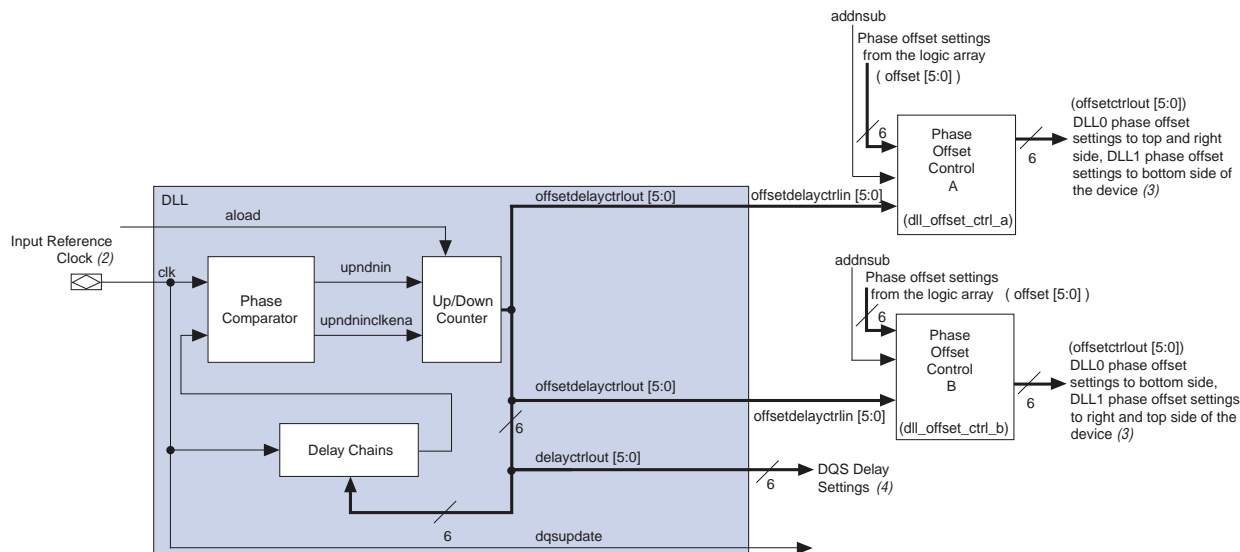 addnsub
Phase offset settings
from the logic array
( offset [5:0] )
6
Phase
Offset
Control
A
(dll_offset_ctrl_a)
6
(offsetctrlout [5:0])
DLL0 phase offset
settings to top and right
side, DLL1 phase offset
settings to bottom side of
the device (3)
DLL
offsetdelayctrlout [5:0]
offsetdelayctrlin [5:0]
aload
Input Reference
Clock (2)
clk
upndnin
Phase
Comparator
upndninclkena
Up/Down
Counter
addnsub
Phase offset settings
from the logic array ( offset [5:0] )
6
Phase
Offset
Control
B
(dll_offset_ctrl_b)
6
(offsetctrlout [5:0])
DLL0 phase offset
settings to bottom side,
DLL1 phase offset settings
to right and top side of the
device (3)
offsetdelayctrlout [5:0]
offsetdelayctrlin [5:0]
6
Delay Chains
delayctrlout [5:0]
6
DQS Delay
Settings (4)
6
dqsupdate